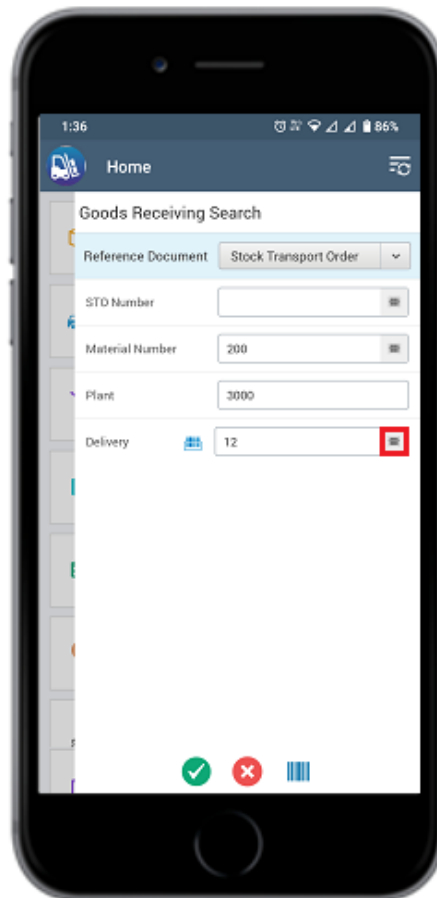 1:36 86%
Home
Goods Receiving Search
Reference Document Stock Transport Order
STO Number
Material Number 200
Plant 3000
Delivery 12